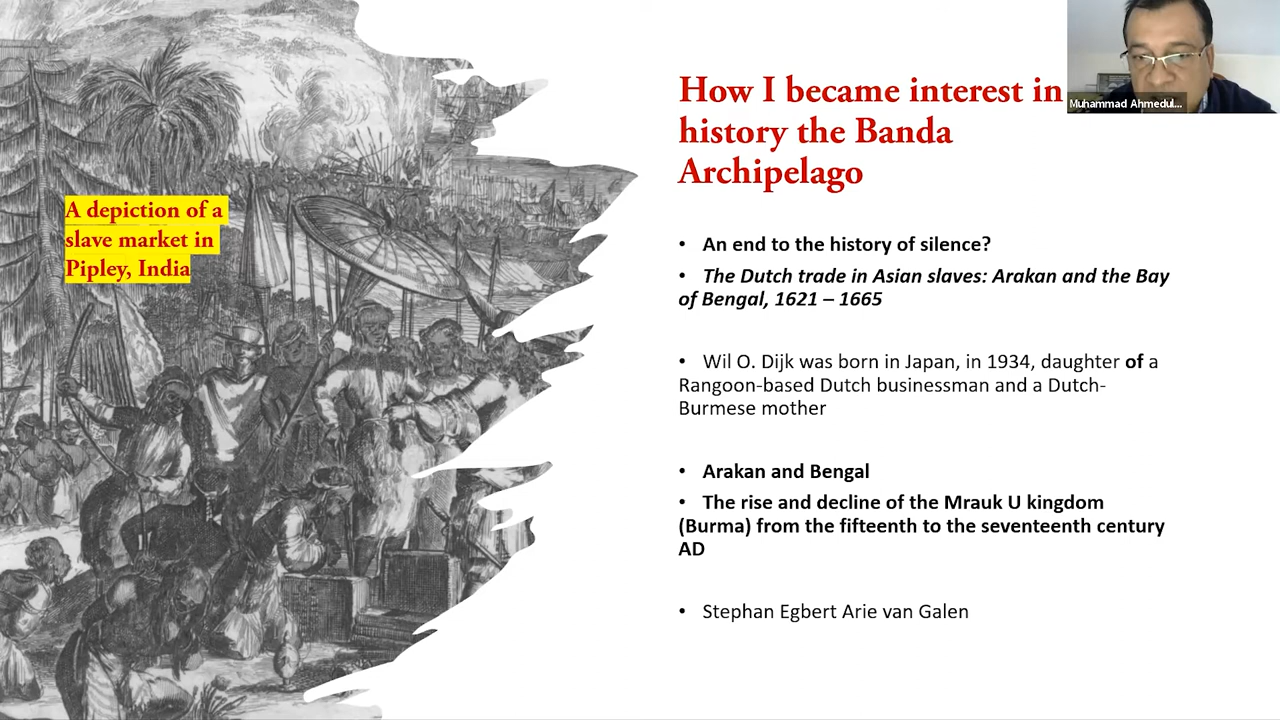 How I became interest in
history the Banda
Archipelago
Muhammad Ahmedul...
A depiction of a
slave market in
Pipley, India
• An end to the history of silence?
• The Dutch trade in Asian slaves: Arakan and the Bay
of Bengal, 1621 – 1665
• Wil O. Dijk was born in Japan, in 1934, daughter of a
Rangoon-based Dutch businessman and a Dutch-
Burmese mother
• Arakan and Bengal
• The rise and decline of the Mrauk U kingdom
(Burma) from the fifteenth to the seventeenth century
AD
• Stephan Egbert Arie van Galen